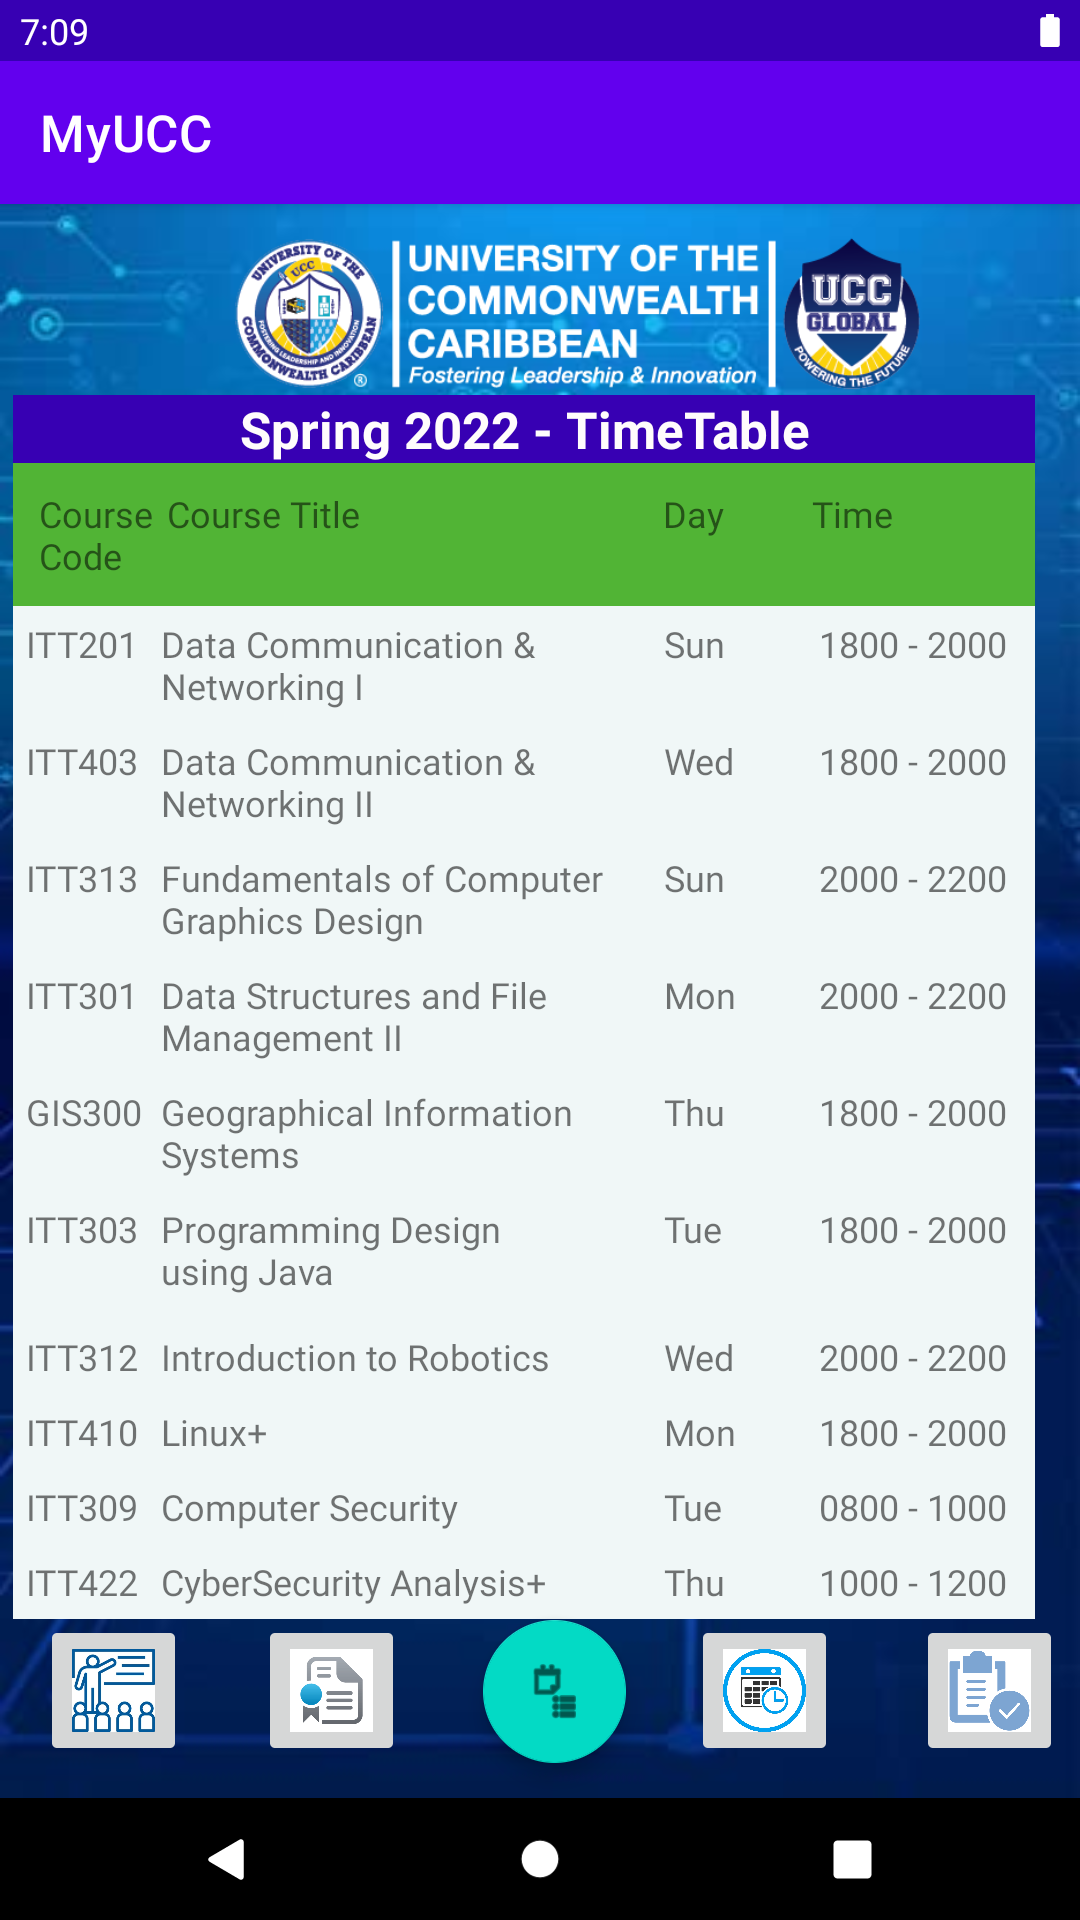 7:09
MyUCC
UNIVERSITY OF THE COMMONWEALTH CARIBBEAN
UCC
FOSTERING LEADERSHIP AND INNOVATION
®
UNIVERSITY OF THE
COMMONWEALTH
CARIBBEAN
Fostering Leadership & Innovation
UCC
GLOBAL
POWERING THE FUTURE
Spring 2022 - TimeTable
Course Code Course Title Day Time
ITT201 Data Communication & Networking I Sun 1800 - 2000
ITT403 Data Communication & Networking II Wed 1800 - 2000
ITT313 Fundamentals of Computer Graphics Design Sun 2000 - 2200
ITT301 Data Structures and File Management II Mon 2000 - 2200
GIS300 Geographical Information Systems Thu 1800 - 2000
ITT303 Programming Design using Java Tue 1800 - 2000
ITT312 Introduction to Robotics Wed 2000 - 2200
ITT410 Linux+ Mon 1800 - 2000
ITT309 Computer Security Tue 0800 - 1000
ITT422 CyberSecurity Analysis+ Thu 1000 - 1200